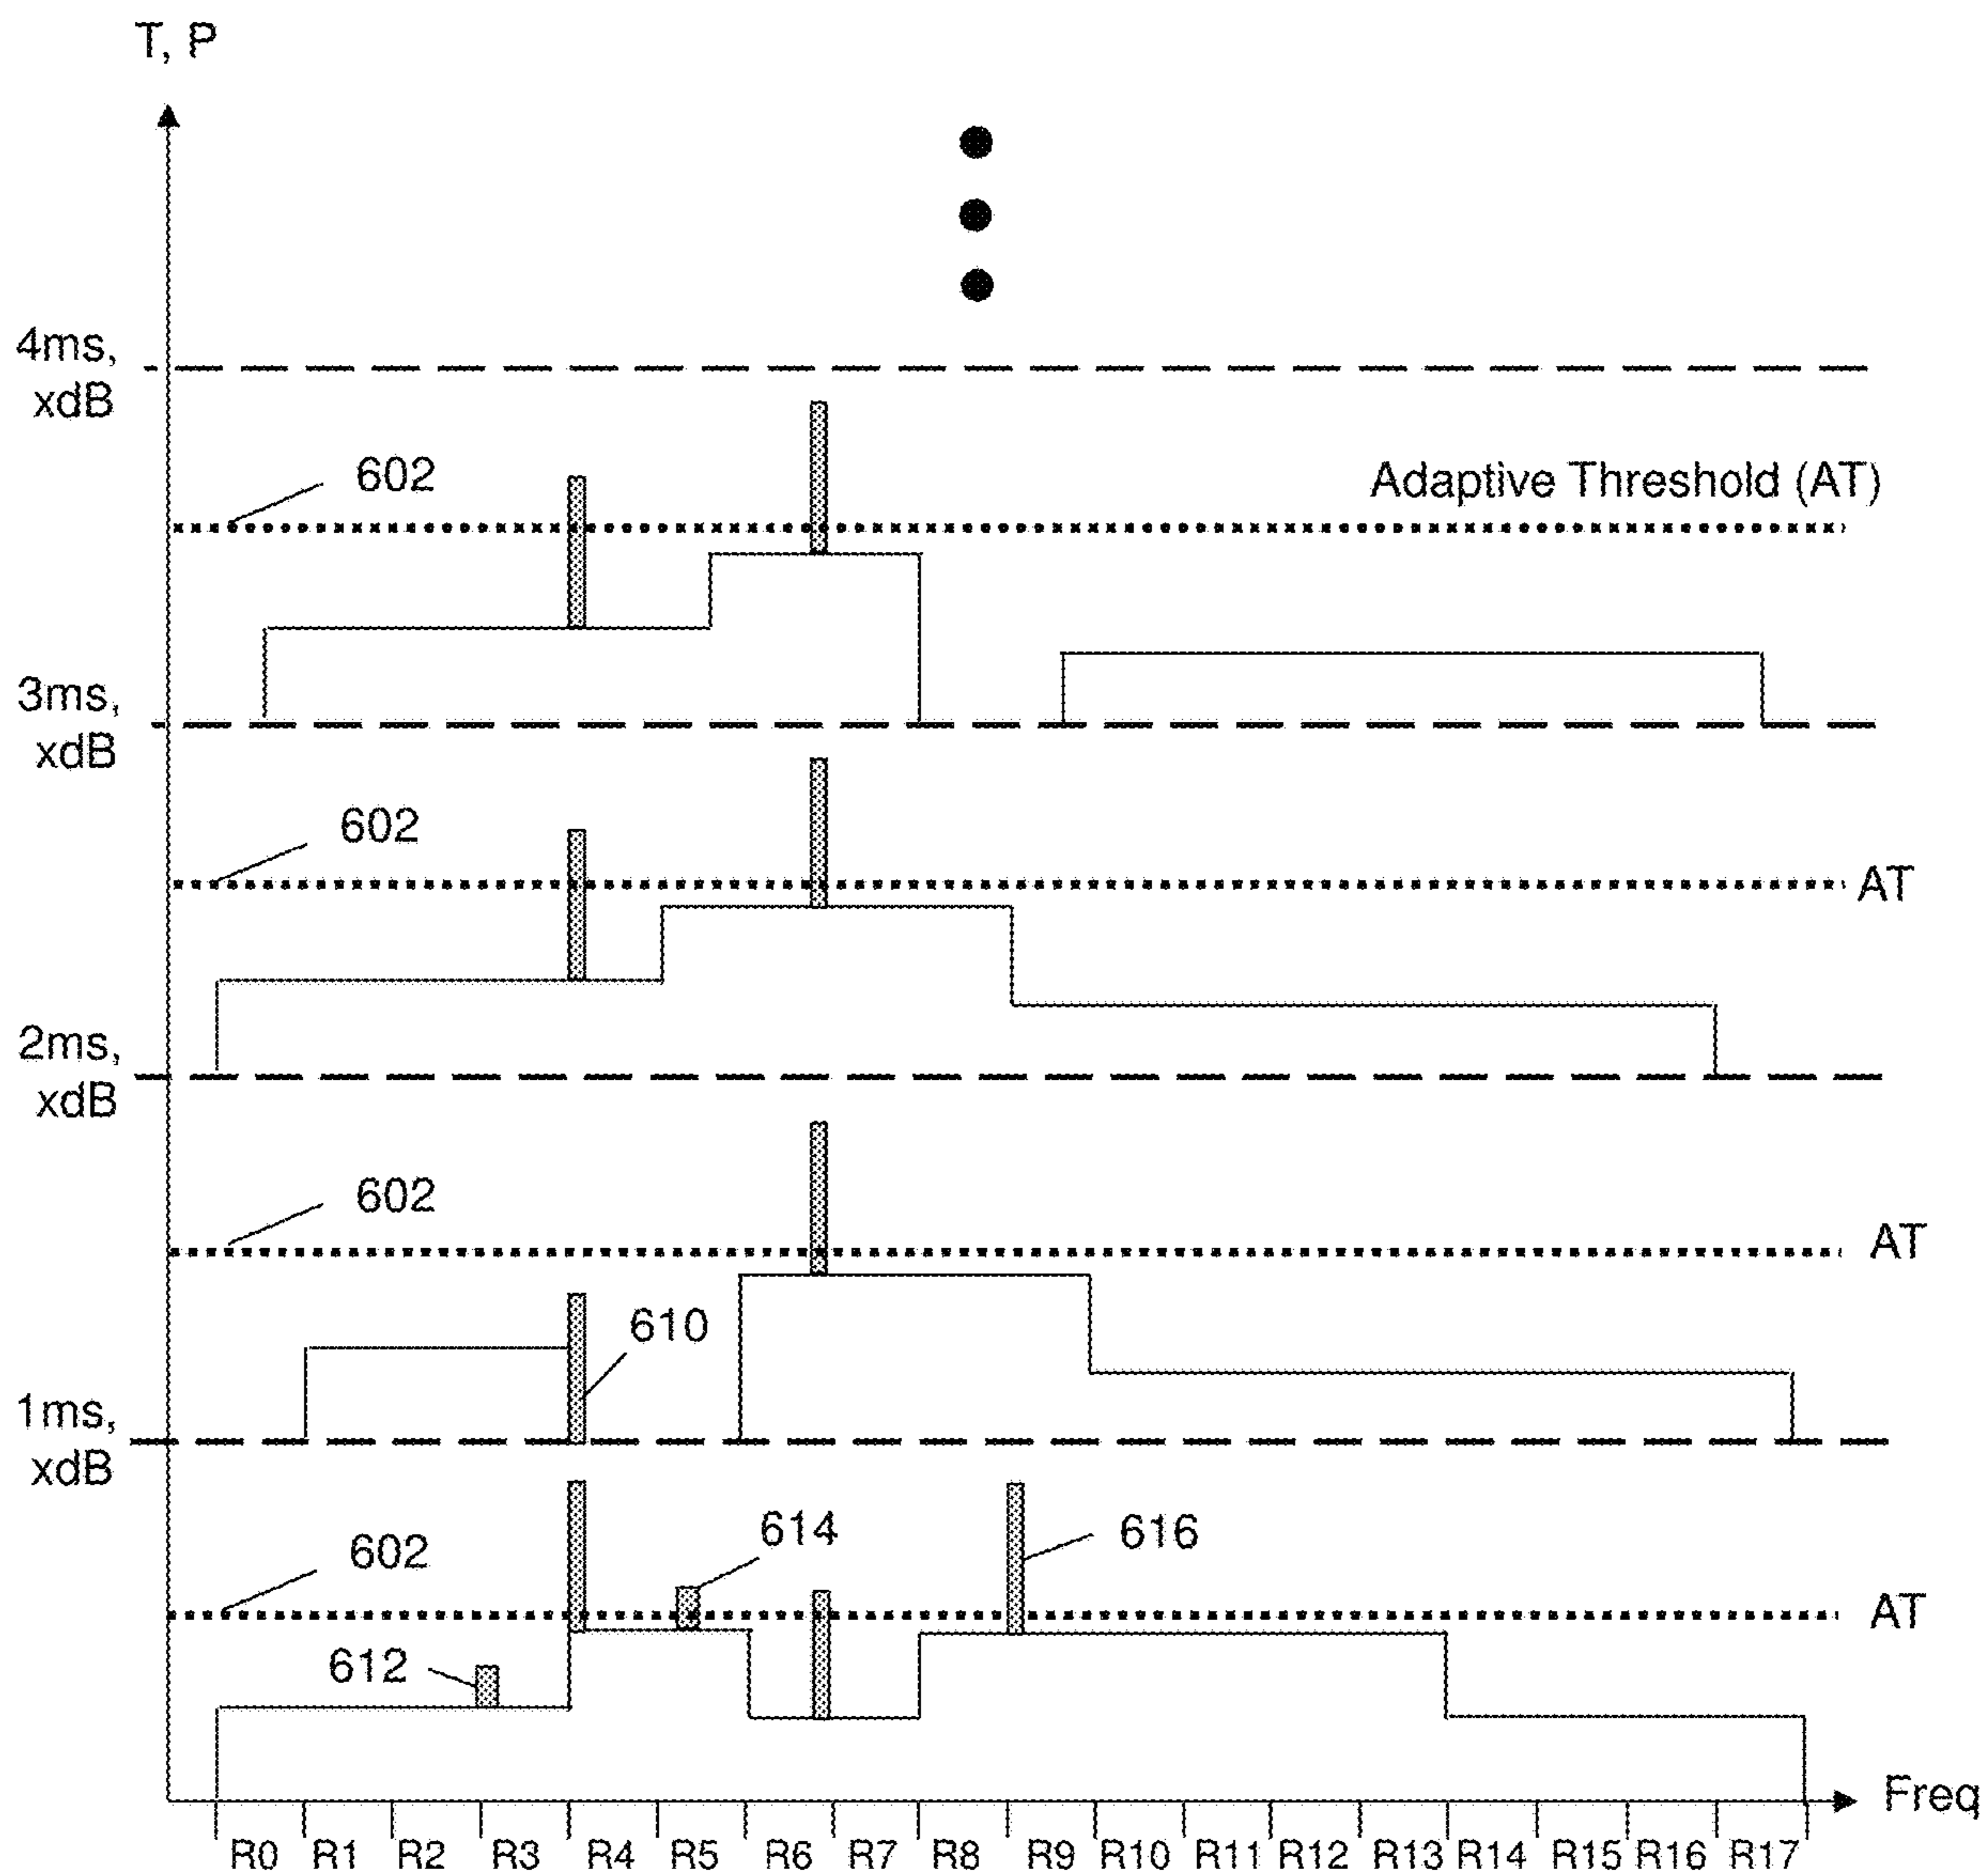 T, P
4ms,
xdB
602
Adaptive Threshold (AT)
3ms,
xdB
602
AT
2ms,
xdB
602
AT
610
1ms,
xdB
614
616
602
AT
612
Freq
R0 R1 R2 R3 R4 R5 R6 R7 R8 R9 R10 R11 R12 R13 R14 R15 R16 R17